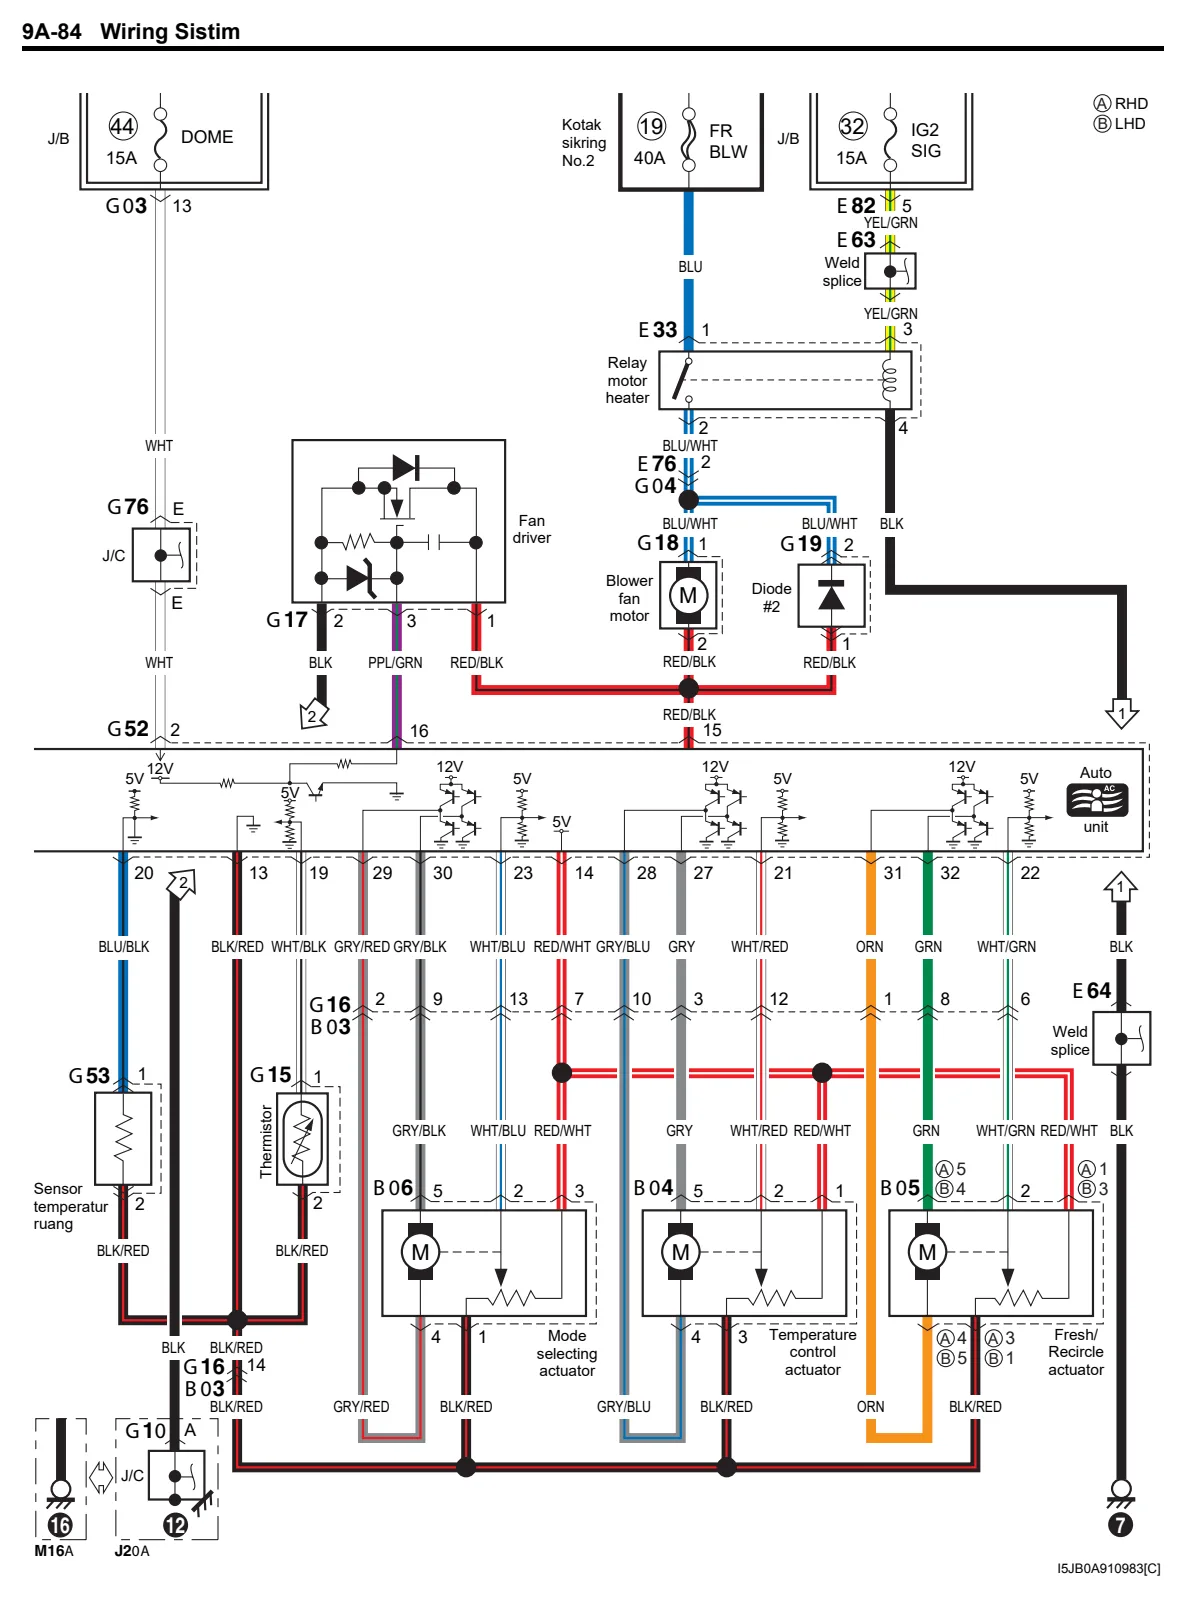 9A-84 Wiring Sistim
Ⓐ RHD
Ⓑ LHD
J/B
44
15A
DOME
Kotak
sikring
No.2
19
40A
FR
BLW
J/B
32
15A
IG2
SIG
G03 13
E82 5
YEL/GRN
E63
Weld
splice
BLU
YEL/GRN
E33 1
3
Relay
motor
heater
2
4
WHT
BLU/WHT
E76 2
G04
G76 E
BLU/WHT
BLU/WHT
BLK
Fan
driver
G18 1
G19 2
J/C
E
Blower
fan
motor
M
Diode
#2
G17 2
3
1
2
1
WHT
BLK
PPL/GRN
RED/BLK
RED/BLK
RED/BLK
2
RED/BLK
1
G52 2
16
15
12V
5V
5V
12V
5V
5V
12V
5V
12V
5V
Auto
AC
unit
20
2
13
19
29
30
23
14
28
27
21
31
32
22
1
BLU/BLK
BLK/RED
WHT/BLK
GRY/RED
GRY/BLK
WHT/BLU
RED/WHT
GRY/BLU
GRY
WHT/RED
ORN
GRN
WHT/GRN
BLK
G16
B03
2
9
13
7
10
3
12
1
8
6
E64
Weld
splice
G53 1
G15 1
Thermistor
GRY/BLK
WHT/BLU
RED/WHT
GRY
WHT/RED
RED/WHT
GRN
WHT/GRN
RED/WHT
BLK
Sensor
temperatur
ruang
2
2
B06 5
2
3
B04 5
2
1
B05
Ⓐ5
Ⓑ4
2
Ⓐ1
Ⓑ3
BLK/RED
BLK/RED
M
M
M
4
1
Mode
selecting
actuator
4
3
Temperature
control
actuator
Ⓐ4
Ⓑ5
Ⓐ3
Ⓑ1
Fresh/
Recircle
actuator
BLK
BLK/RED
G16 14
B03
BLK/RED
GRY/RED
BLK/RED
GRY/BLU
BLK/RED
ORN
BLK/RED
G10 A
J/C
16
12
7
M16A
J20A
I5JB0A910983[C]